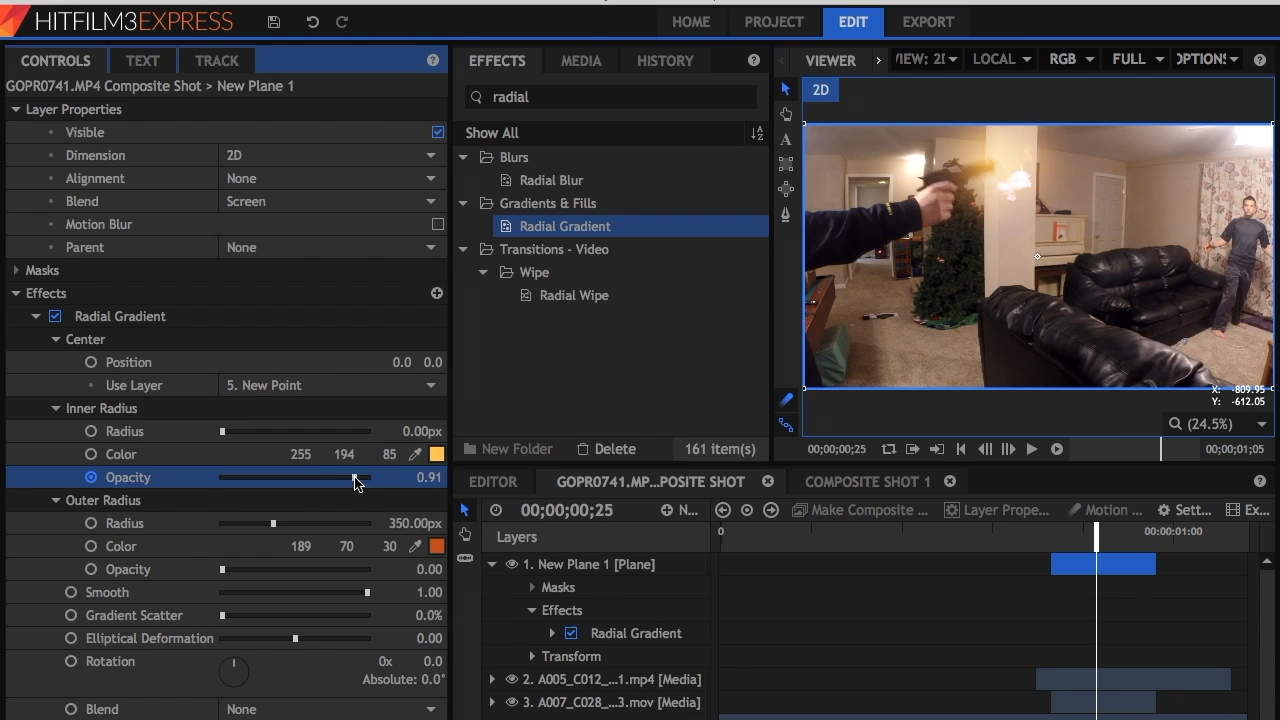 HITFILM3EXPRESS
HOME
PROJECT
EDIT
EXPORT
CONTROLS
TEXT
TRACK
GOPR0741.MP4 Composite Shot > New Plane 1
Layer Properties
Visible
Dimension 2D
Alignment None
Blend Screen
Motion Blur
Parent None
Masks
Effects
Radial Gradient
Center
Position 0.0 0.0
Use Layer 5. New Point
Inner Radius
Radius 0.00px
Color 255 194 85
Opacity 0.91
Outer Radius
Radius 350.00px
Color 189 70 30
Opacity 0.00
Smooth 1.00
Gradient Scatter 0.0%
Elliptical Deformation 0.00
Rotation 0x 0.0
Absolute: 0.0°
Blend None
EFFECTS
MEDIA
HISTORY
radial
Show All
Blurs
Radial Blur
Gradients & Fills
Radial Gradient
Transitions - Video
Wipe
Radial Wipe
New Folder
Delete
161 item(s)
VIEWER
LOCAL
RGB
FULL
2D
X: -809.95
Y: -612.05
(24.5%)
00;00;00;25
00;00;01;05
EDITOR
GOPR0741.MP...POSITE SHOT
COMPOSITE SHOT 1
00;00;00;25
N...
Make Composite ...
Layer Prope...
Motion ...
Sett...
Ex...
Layers
0
00:00:01:00
1. New Plane 1 [Plane]
Masks
Effects
Radial Gradient
Transform
2. A005_C012_...1.mp4 [Media]
3. A007_C028_...3.mov [Media]